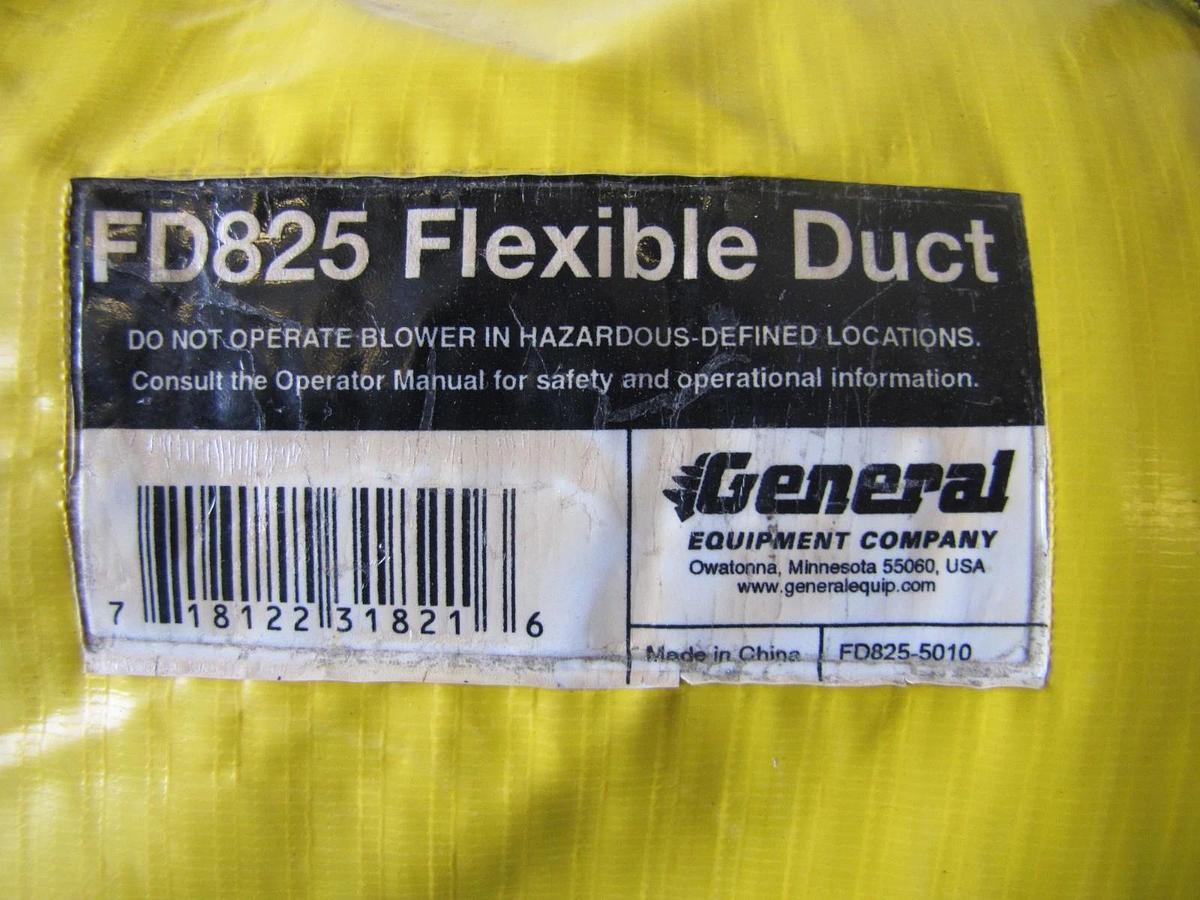 FD825 Flexible Duct
DO NOT OPERATE BLOWER IN HAZARDOUS-DEFINED LOCATIONS.
Consult the Operator Manual for safety and operational information.
7 18122 31821 6
General
EQUIPMENT COMPANY
Owatonna, Minnesota 55060, USA
www.generalequip.com
Made in China
FD825-5010